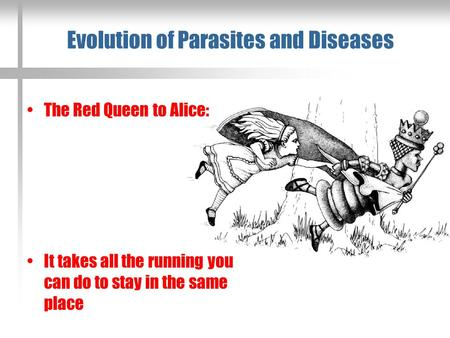 Evolution of Parasites and Diseases
• The Red Queen to Alice:
• It takes all the running you
can do to stay in the same
place